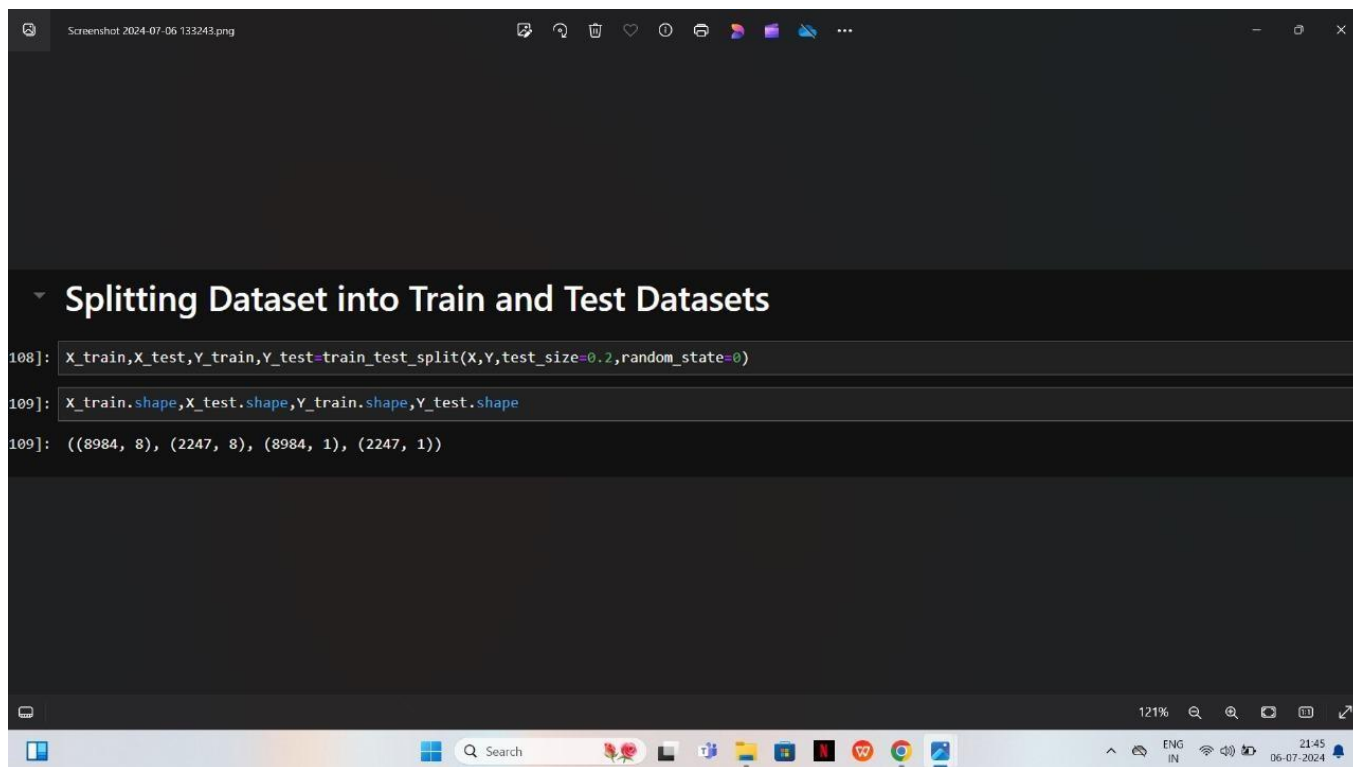 Screenshot 2024-07-06 133243.png
Splitting Dataset into Train and Test Datasets
108]: X_train,X_test,Y_train,Y_test=train_test_split(X,Y,test_size=0.2,random_state=0)
109]: X_train.shape,X_test.shape,Y_train.shape,Y_test.shape
109]: ((8984, 8), (2247, 8), (8984, 1), (2247, 1))
121%
Search
ENG
IN
21:45
06-07-2024